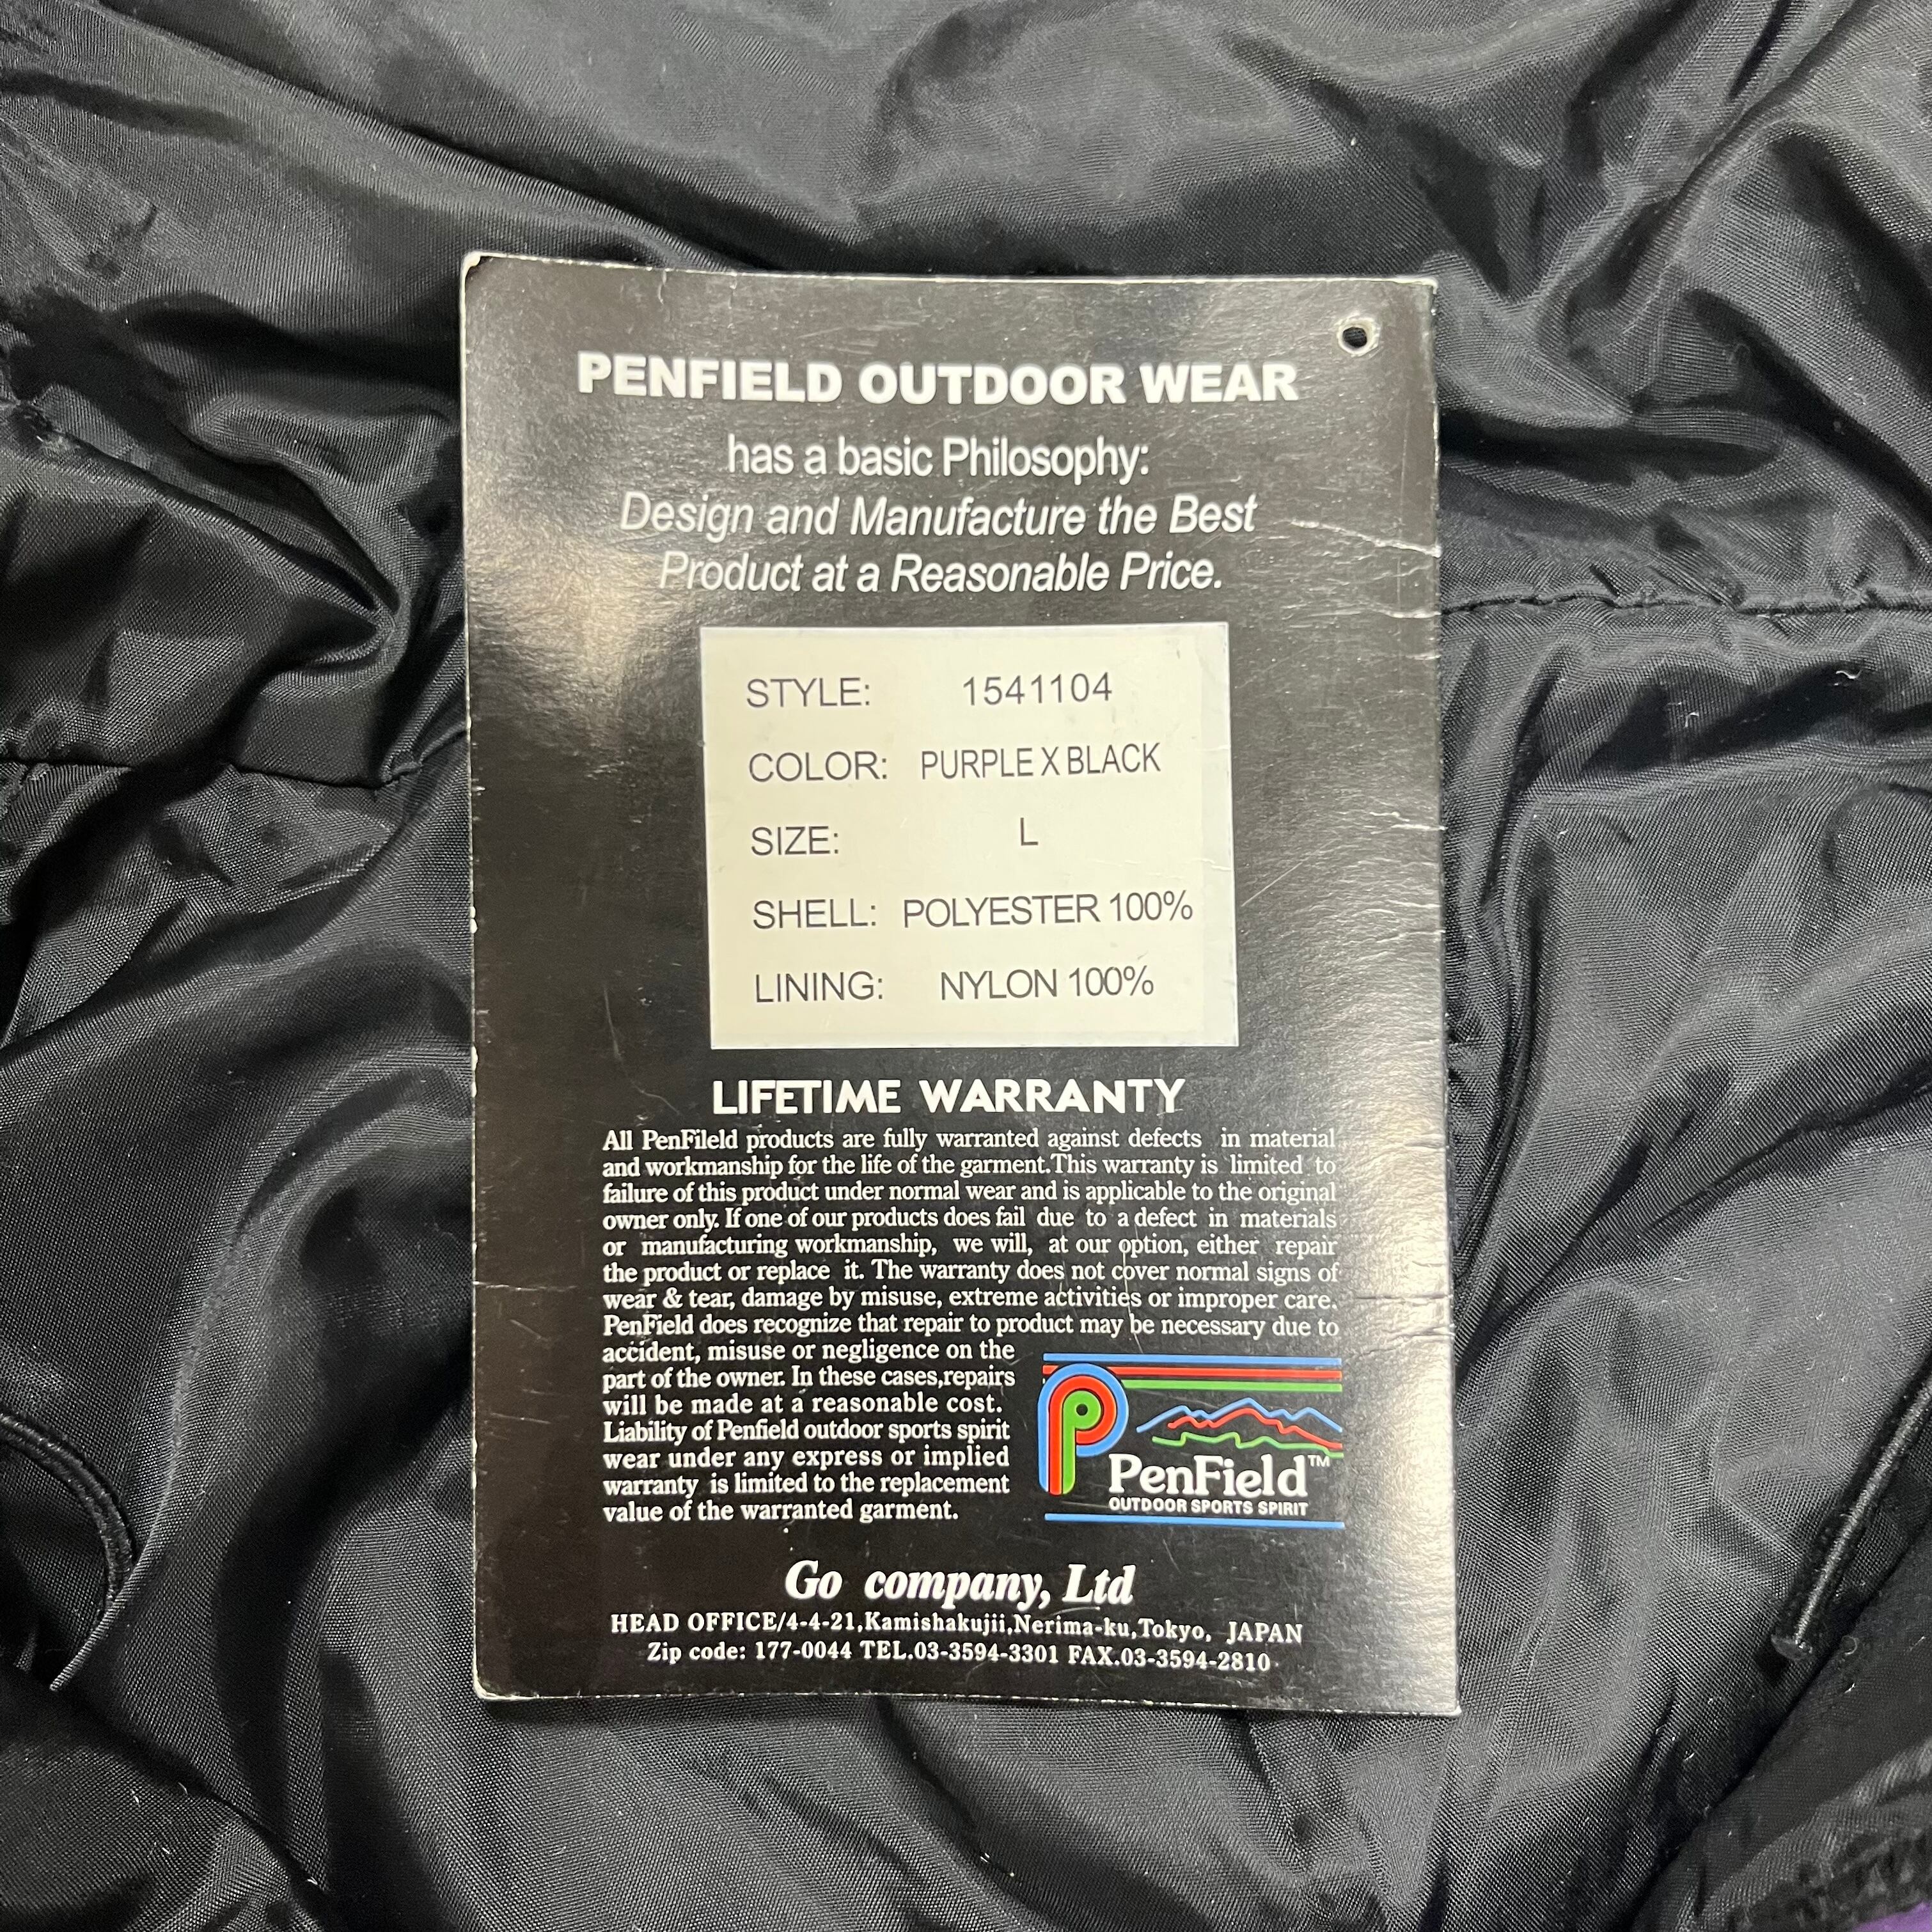 PENFIELD OUTDOOR WEAR
has a basic Philosophy:
Design and Manufacture the Best
Product at a Reasonable Price.
STYLE: 1541104
COLOR: PURPLE X BLACK
SIZE: L
SHELL: POLYESTER 100%
LINING: NYLON 100%
LIFETIME WARRANTY
All PenFileld products are fully warranted against defects in material
and workmanship for the life of the garment.This warranty is limited to
failure of this product under normal wear and is applicable to the original
owner only. If one of our products does fail due to a defect in materials
or manufacturing workmanship, we will, at our option, either repair
the product or replace it. The warranty does not cover normal signs of
wear & tear, damage by misuse, extreme activities or improper care.
PenField does recognize that repair to product may be necessary due to
accident, misuse or negligence on the
part of the owner. In these cases,repairs
will be made at a reasonable cost.
Liability of Penfield outdoor sports spirit
wear under any express or implied
warranty is limited to the replacement
value of the warranted garment.
PenField™
OUTDOOR SPORTS SPIRIT
Go company, Ltd
HEAD OFFICE/4-4-21,Kamishakujii,Nerima-ku,Tokyo, JAPAN
Zip code: 177-0044 TEL.03-3594-3301 FAX.03-3594-2810